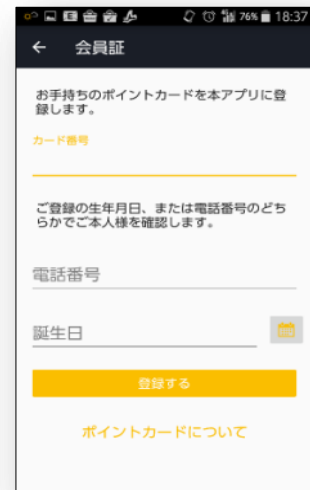 76% 18:37
会員証
お手持ちのポイントカードを本アプリに登
録します。
カード番号
ご登録の生年月日、または電話番号のどち
らかでご本人様を確認します。
電話番号
誕生日
登録する
ポイントカードについて